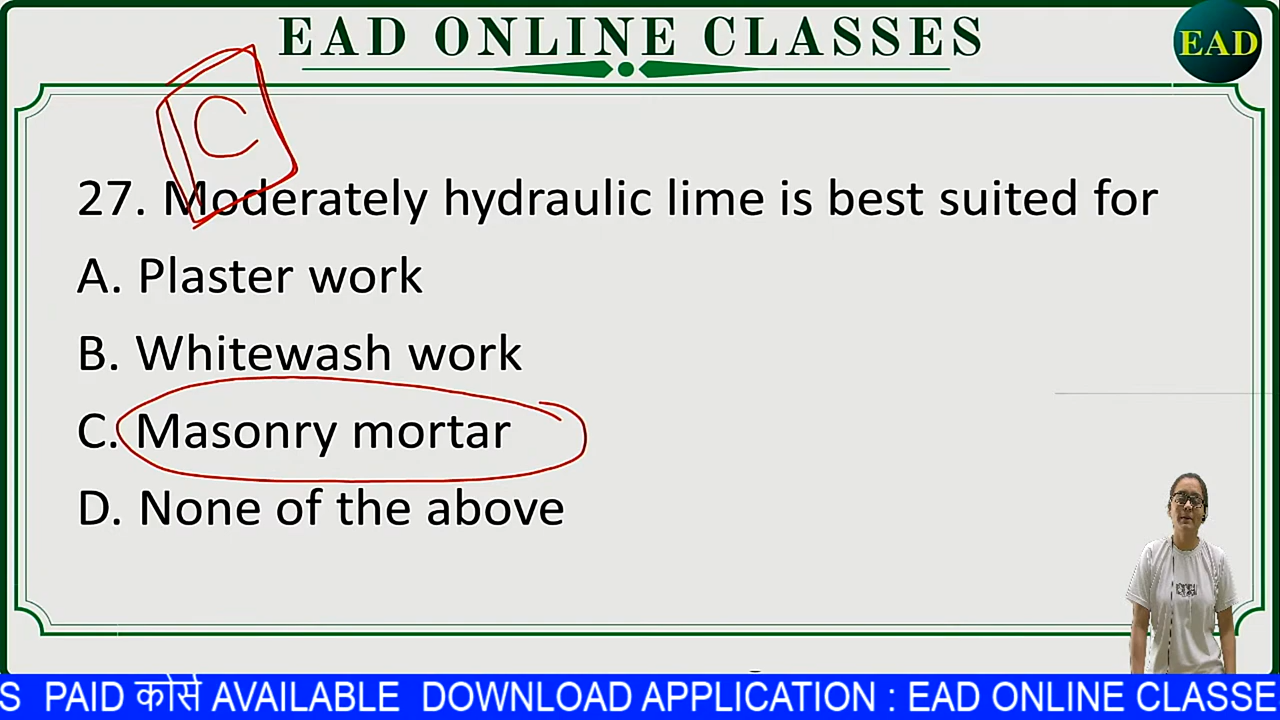 EAD ONLINE CLASSES
EAD
C
27. Moderately hydraulic lime is best suited for
A. Plaster work
B. Whitewash work
C. Masonry mortar
D. None of the above
S PAID कोर्स AVAILABLE DOWNLOAD APPLICATION : EAD ONLINE CLASSE